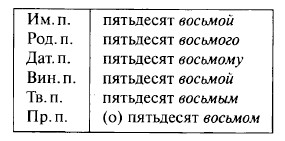 Им. п. пятьдесят восьмой
Род. п. пятьдесят восьмого
Дат. п. пятьдесят восьмому
Вин. п. пятьдесят восьмой
Тв. п. пятьдесят восьмым
Пр. п. (о) пятьдесят восьмом